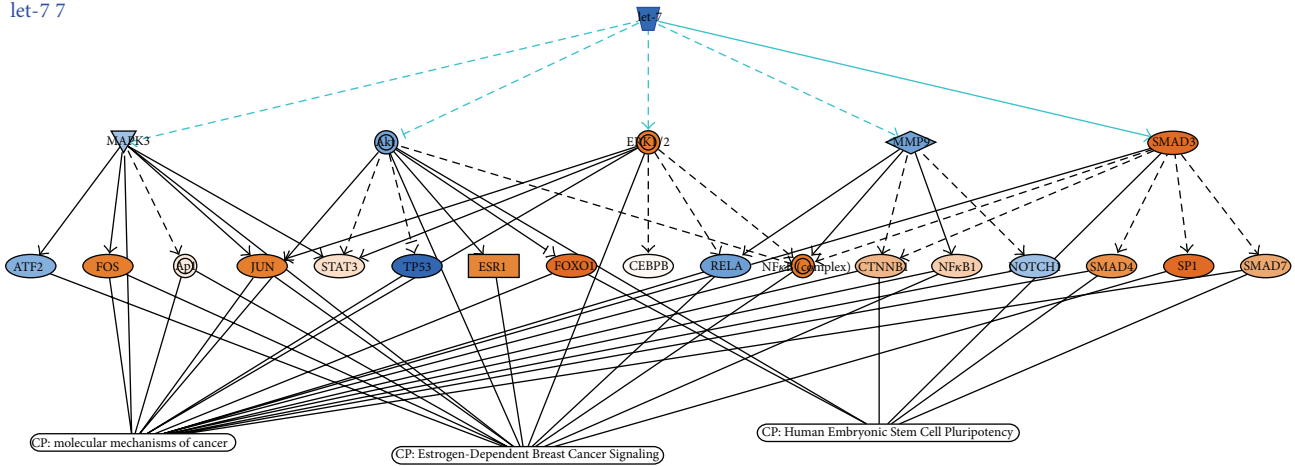 let-7 7
let-7
MAPK3
Akt
ERK1/2
MMP9
SMAD3
ATF2
FOS
Ap1
JUN
STAT3
TP53
ESR1
FOXO1
CEBPB
RELA
NFκB (complex)
CTNNB1
NFκB1
NOTCH1
SMAD4
SP1
SMAD7
CP: molecular mechanisms of cancer
CP: Estrogen-Dependent Breast Cancer Signaling
CP: Human Embryonic Stem Cell Pluripotency